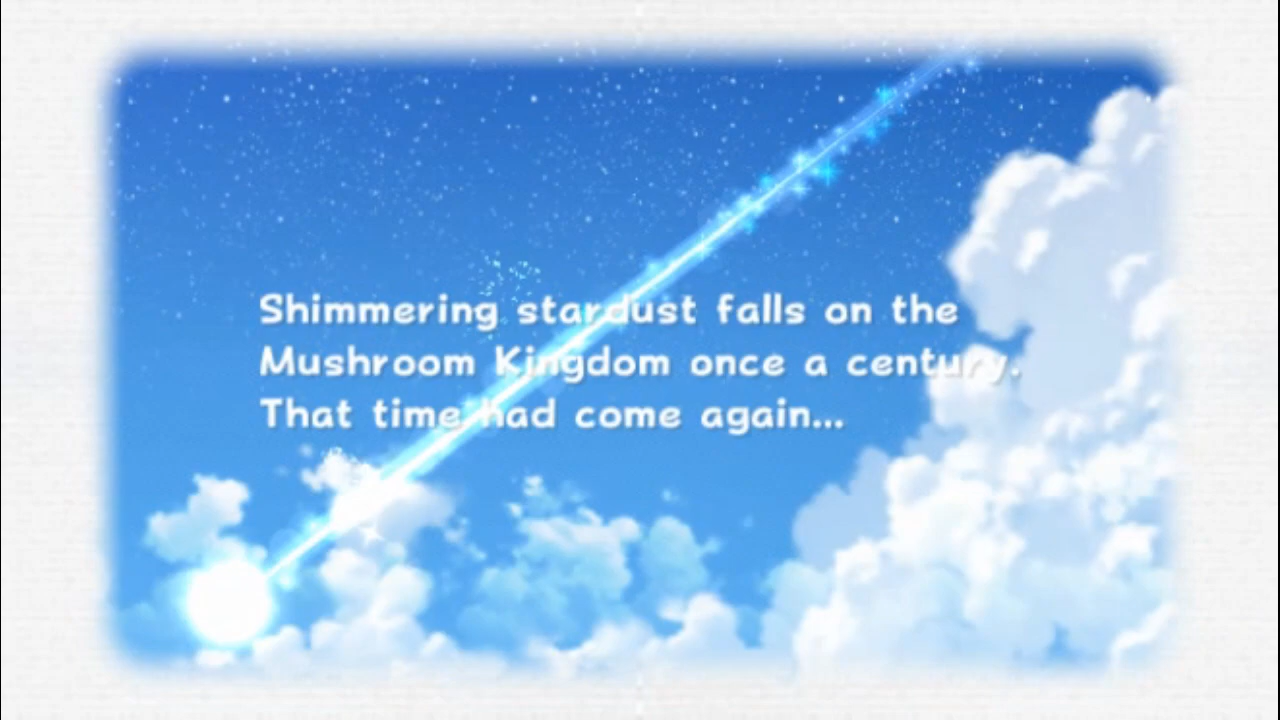 Shimmering stardust falls on the
Mushroom Kingdom once a century.
That time had come again...